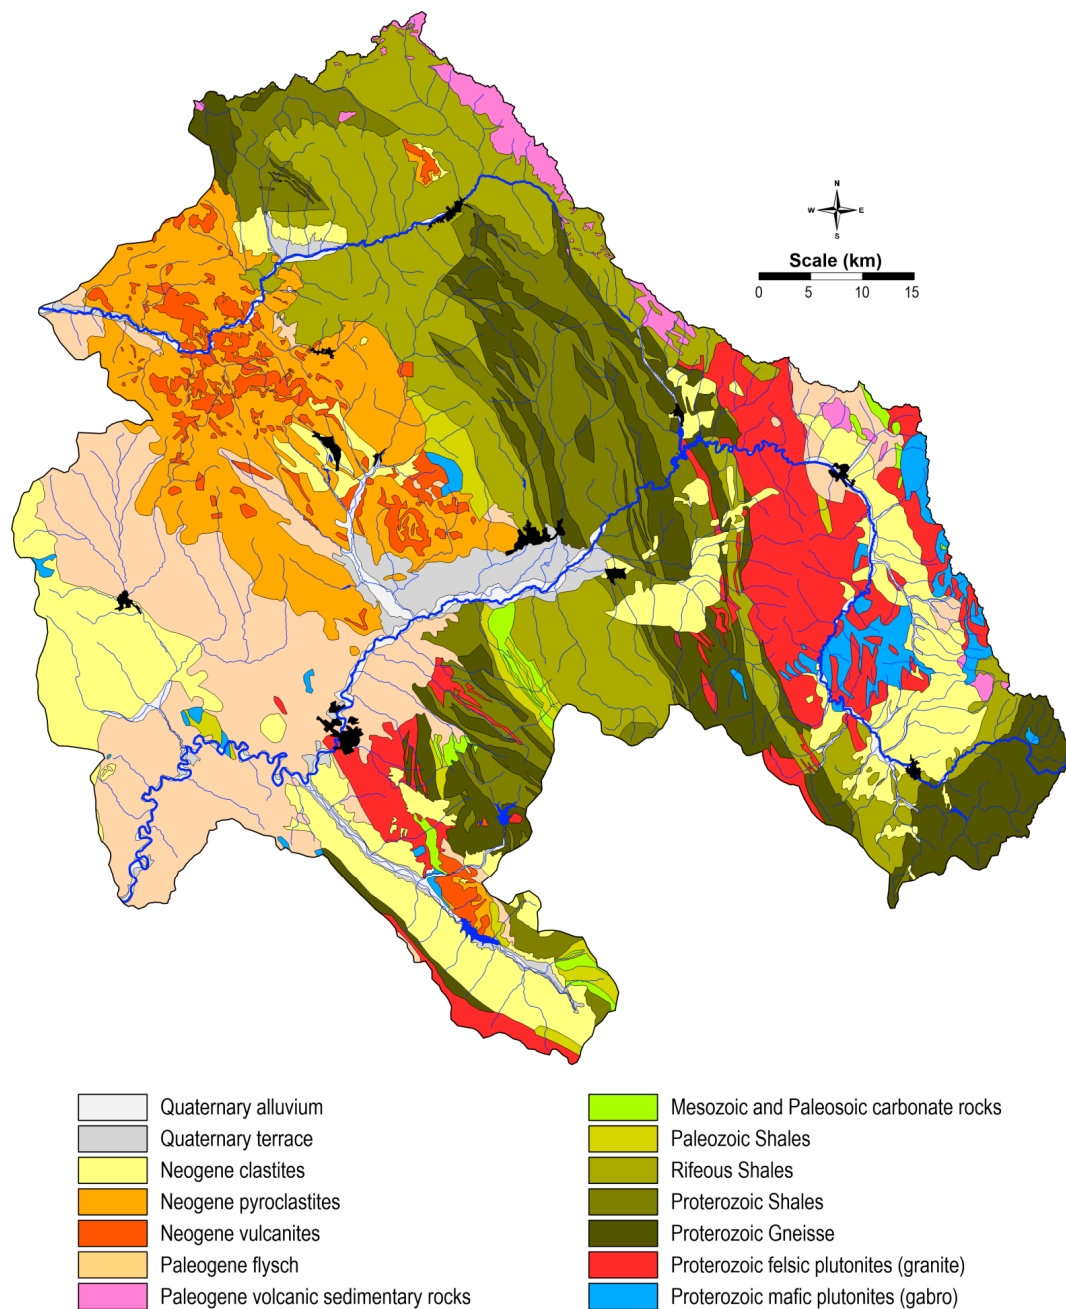 N
W E
S
Scale (km)
0 5 10 15
Quaternary alluvium
Quaternary terrace
Neogene clastites
Neogene pyroclastites
Neogene vulcanites
Paleogene flysch
Paleogene volcanic sedimentary rocks
Mesozoic and Paleosoic carbonate rocks
Paleozoic Shales
Rifeous Shales
Proterozoic Shales
Proterozoic Gneisse
Proterozoic felsic plutonites (granite)
Proterozoic mafic plutonites (gabro)